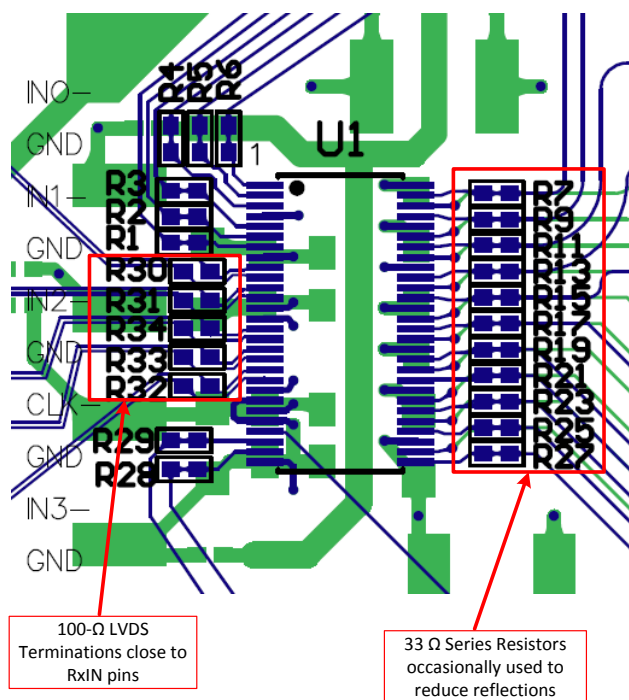 IN0-
GND
IN1-
GND
IN2-
GND
CLK-
GND
IN3-
GND
R4
R5
R6
U1
1
R3
R2
R1
R30
R31
R34
R33
R32
R29
R28
R7
R9
R11
R13
R15
R17
R19
R21
R23
R25
R27
100-Ω LVDS
Terminations close to
RxIN pins
33 Ω Series Resistors
occasionally used to
reduce reflections